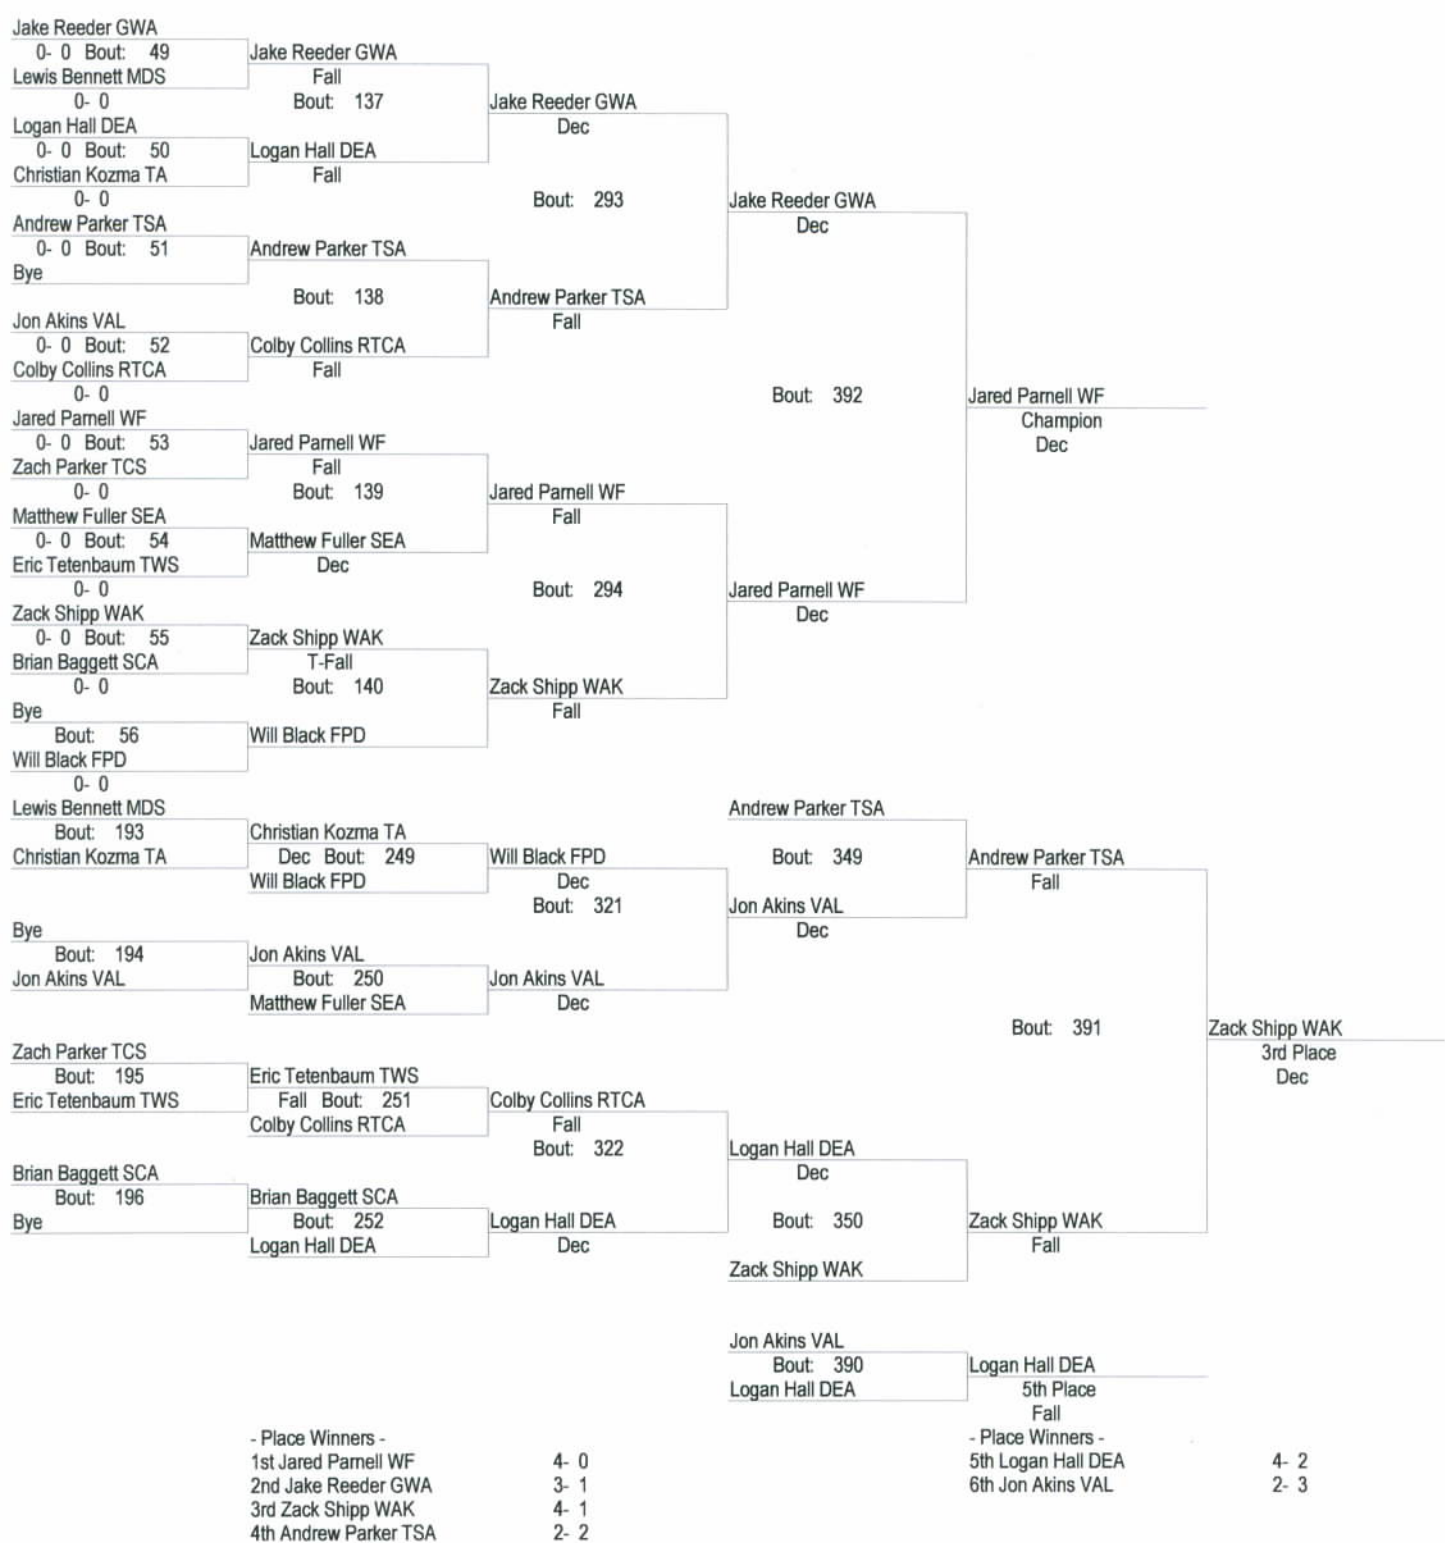 Jake Reeder GWA
0- 0 Bout: 49
Jake Reeder GWA
Lewis Bennett MDS
Fall
0- 0
Bout: 137
Jake Reeder GWA
Logan Hall DEA
Dec
0- 0 Bout: 50
Logan Hall DEA
Christian Kozma TA
Fall
0- 0
Bout: 293
Jake Reeder GWA
Andrew Parker TSA
Dec
0- 0 Bout: 51
Andrew Parker TSA
Bye
Bout: 138
Andrew Parker TSA
Jon Akins VAL
Fall
0- 0 Bout: 52
Colby Collins RTCA
Colby Collins RTCA
Fall
0- 0
Bout: 392
Jared Parnell WF
Jared Parnell WF
Champion
0- 0 Bout: 53
Jared Parnell WF
Dec
Zach Parker TCS
Fall
0- 0
Bout: 139
Jared Parnell WF
Matthew Fuller SEA
Fall
0- 0 Bout: 54
Matthew Fuller SEA
Eric Tetenbaum TWS
Dec
0- 0
Bout: 294
Jared Parnell WF
Zack Shipp WAK
Dec
0- 0 Bout: 55
Zack Shipp WAK
Brian Baggett SCA
T-Fall
0- 0
Bout: 140
Zack Shipp WAK
Bye
Fall
Bout: 56
Will Black FPD
Will Black FPD
0- 0
Lewis Bennett MDS
Andrew Parker TSA
Bout: 193
Christian Kozma TA
Christian Kozma TA
Dec Bout: 249
Will Black FPD
Bout: 349
Andrew Parker TSA
Will Black FPD
Dec
Fall
Bout: 321
Jon Akins VAL
Bye
Dec
Bout: 194
Jon Akins VAL
Jon Akins VAL
Bout: 250
Jon Akins VAL
Matthew Fuller SEA
Dec
Bout: 391
Zack Shipp WAK
Zach Parker TCS
3rd Place
Bout: 195
Eric Tetenbaum TWS
Dec
Eric Tetenbaum TWS
Fall Bout: 251
Colby Collins RTCA
Colby Collins RTCA
Fall
Bout: 322
Logan Hall DEA
Brian Baggett SCA
Dec
Bout: 196
Brian Baggett SCA
Bye
Bout: 252
Logan Hall DEA
Bout: 350
Zack Shipp WAK
Logan Hall DEA
Dec
Fall
Zack Shipp WAK
Jon Akins VAL
Bout: 390
Logan Hall DEA
Logan Hall DEA
5th Place
Fall
- Place Winners -
- Place Winners -
1st Jared Parnell WF 4- 0
5th Logan Hall DEA 4- 2
2nd Jake Reeder GWA 3- 1
6th Jon Akins VAL 2- 3
3rd Zack Shipp WAK 4- 1
4th Andrew Parker TSA 2- 2